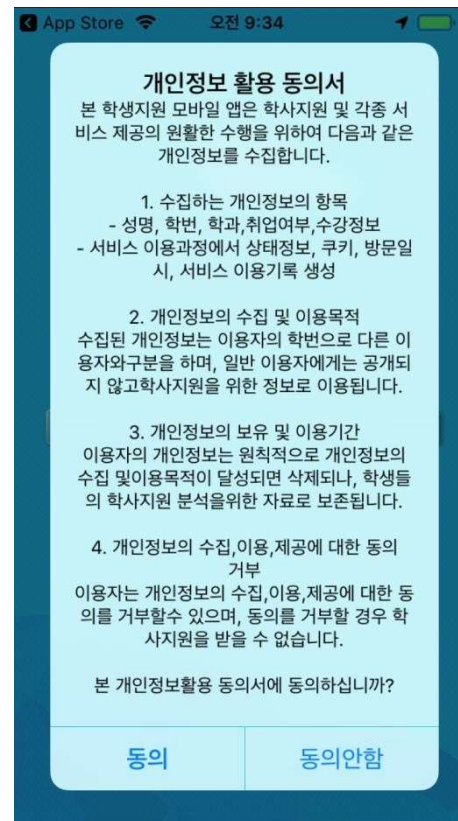 App Store 오전 9:34
개인정보 활용 동의서
본 학생지원 모바일 앱은 학사지원 및 각종 서
비스 제공의 원활한 수행을 위하여 다음과 같은
개인정보를 수집합니다.
1. 수집하는 개인정보의 항목
- 성명, 학번, 학과,취업여부,수강정보
- 서비스 이용과정에서 상태정보, 쿠키, 방문일
시, 서비스 이용기록 생성
2. 개인정보의 수집 및 이용목적
수집된 개인정보는 이용자의 학번으로 다른 이
용자와구분을 하며, 일반 이용자에게는 공개되
지 않고학사지원을 위한 정보로 이용됩니다.
3. 개인정보의 보유 및 이용기간
이용자의 개인정보는 원칙적으로 개인정보의
수집 및이용목적이 달성되면 삭제되나, 학생들
의 학사지원 분석을위한 자료로 보존됩니다.
4. 개인정보의 수집,이용,제공에 대한 동의
거부
이용자는 개인정보의 수집,이용,제공에 대한 동
의를 거부할수 있으며, 동의를 거부할 경우 학
사지원을 받을 수 없습니다.
본 개인정보활용 동의서에 동의하십니까?
동의 동의안함